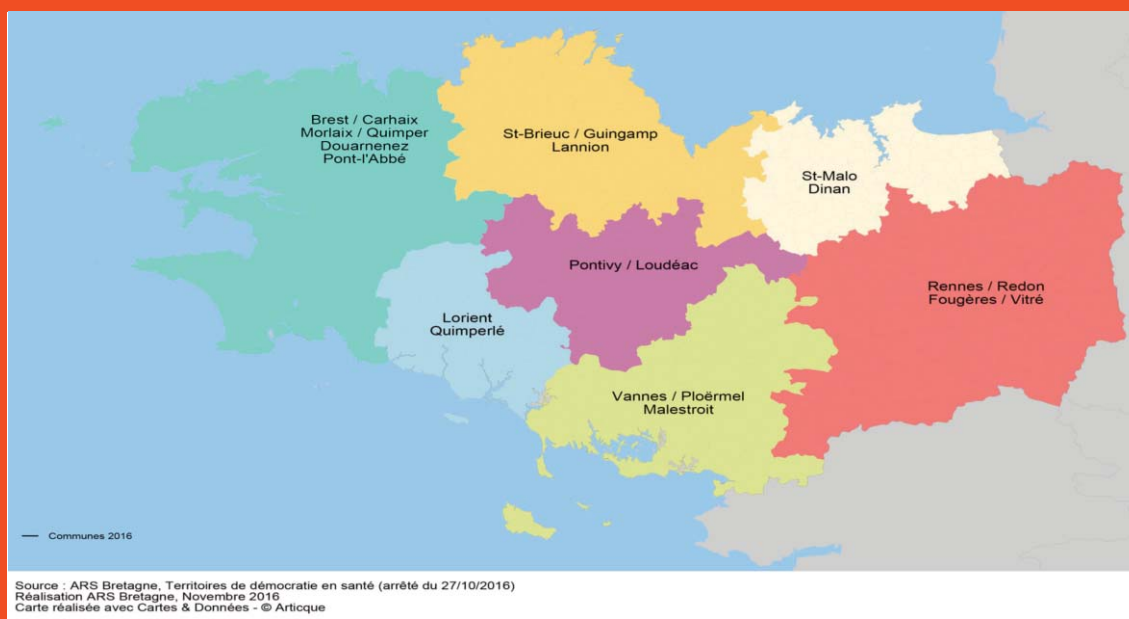 Brest / Carhaix
Morlaix / Quimper
Douarnenez
Pont-l'Abbé
St-Brieuc / Guingamp
Lannion
St-Malo
Dinan
Pontivy / Loudéac
Rennes / Redon
Fougères / Vitré
Lorient
Quimperlé
Vannes / Ploërmel
Malestroit
Communes 2016
Source : ARS Bretagne, Territoires de démocratie en santé (arrêté du 27/10/2016)
Réalisation ARS Bretagne, Novembre 2016
Carte réalisée avec Cartes & Données - © Articque